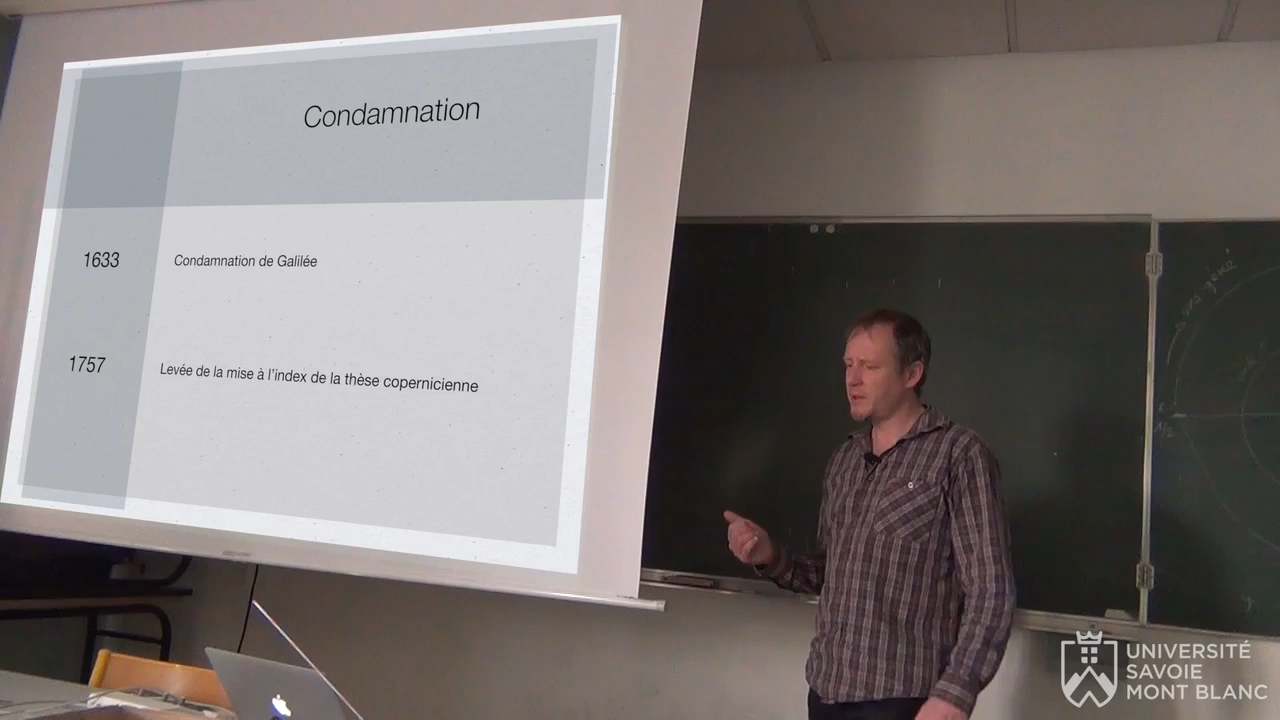 Condamnation
1633
Condamnation de Galilée
1757
Levée de la mise à l'index de la thèse copernicienne
UNIVERSITÉ
SAVOIE
MONT BLANC